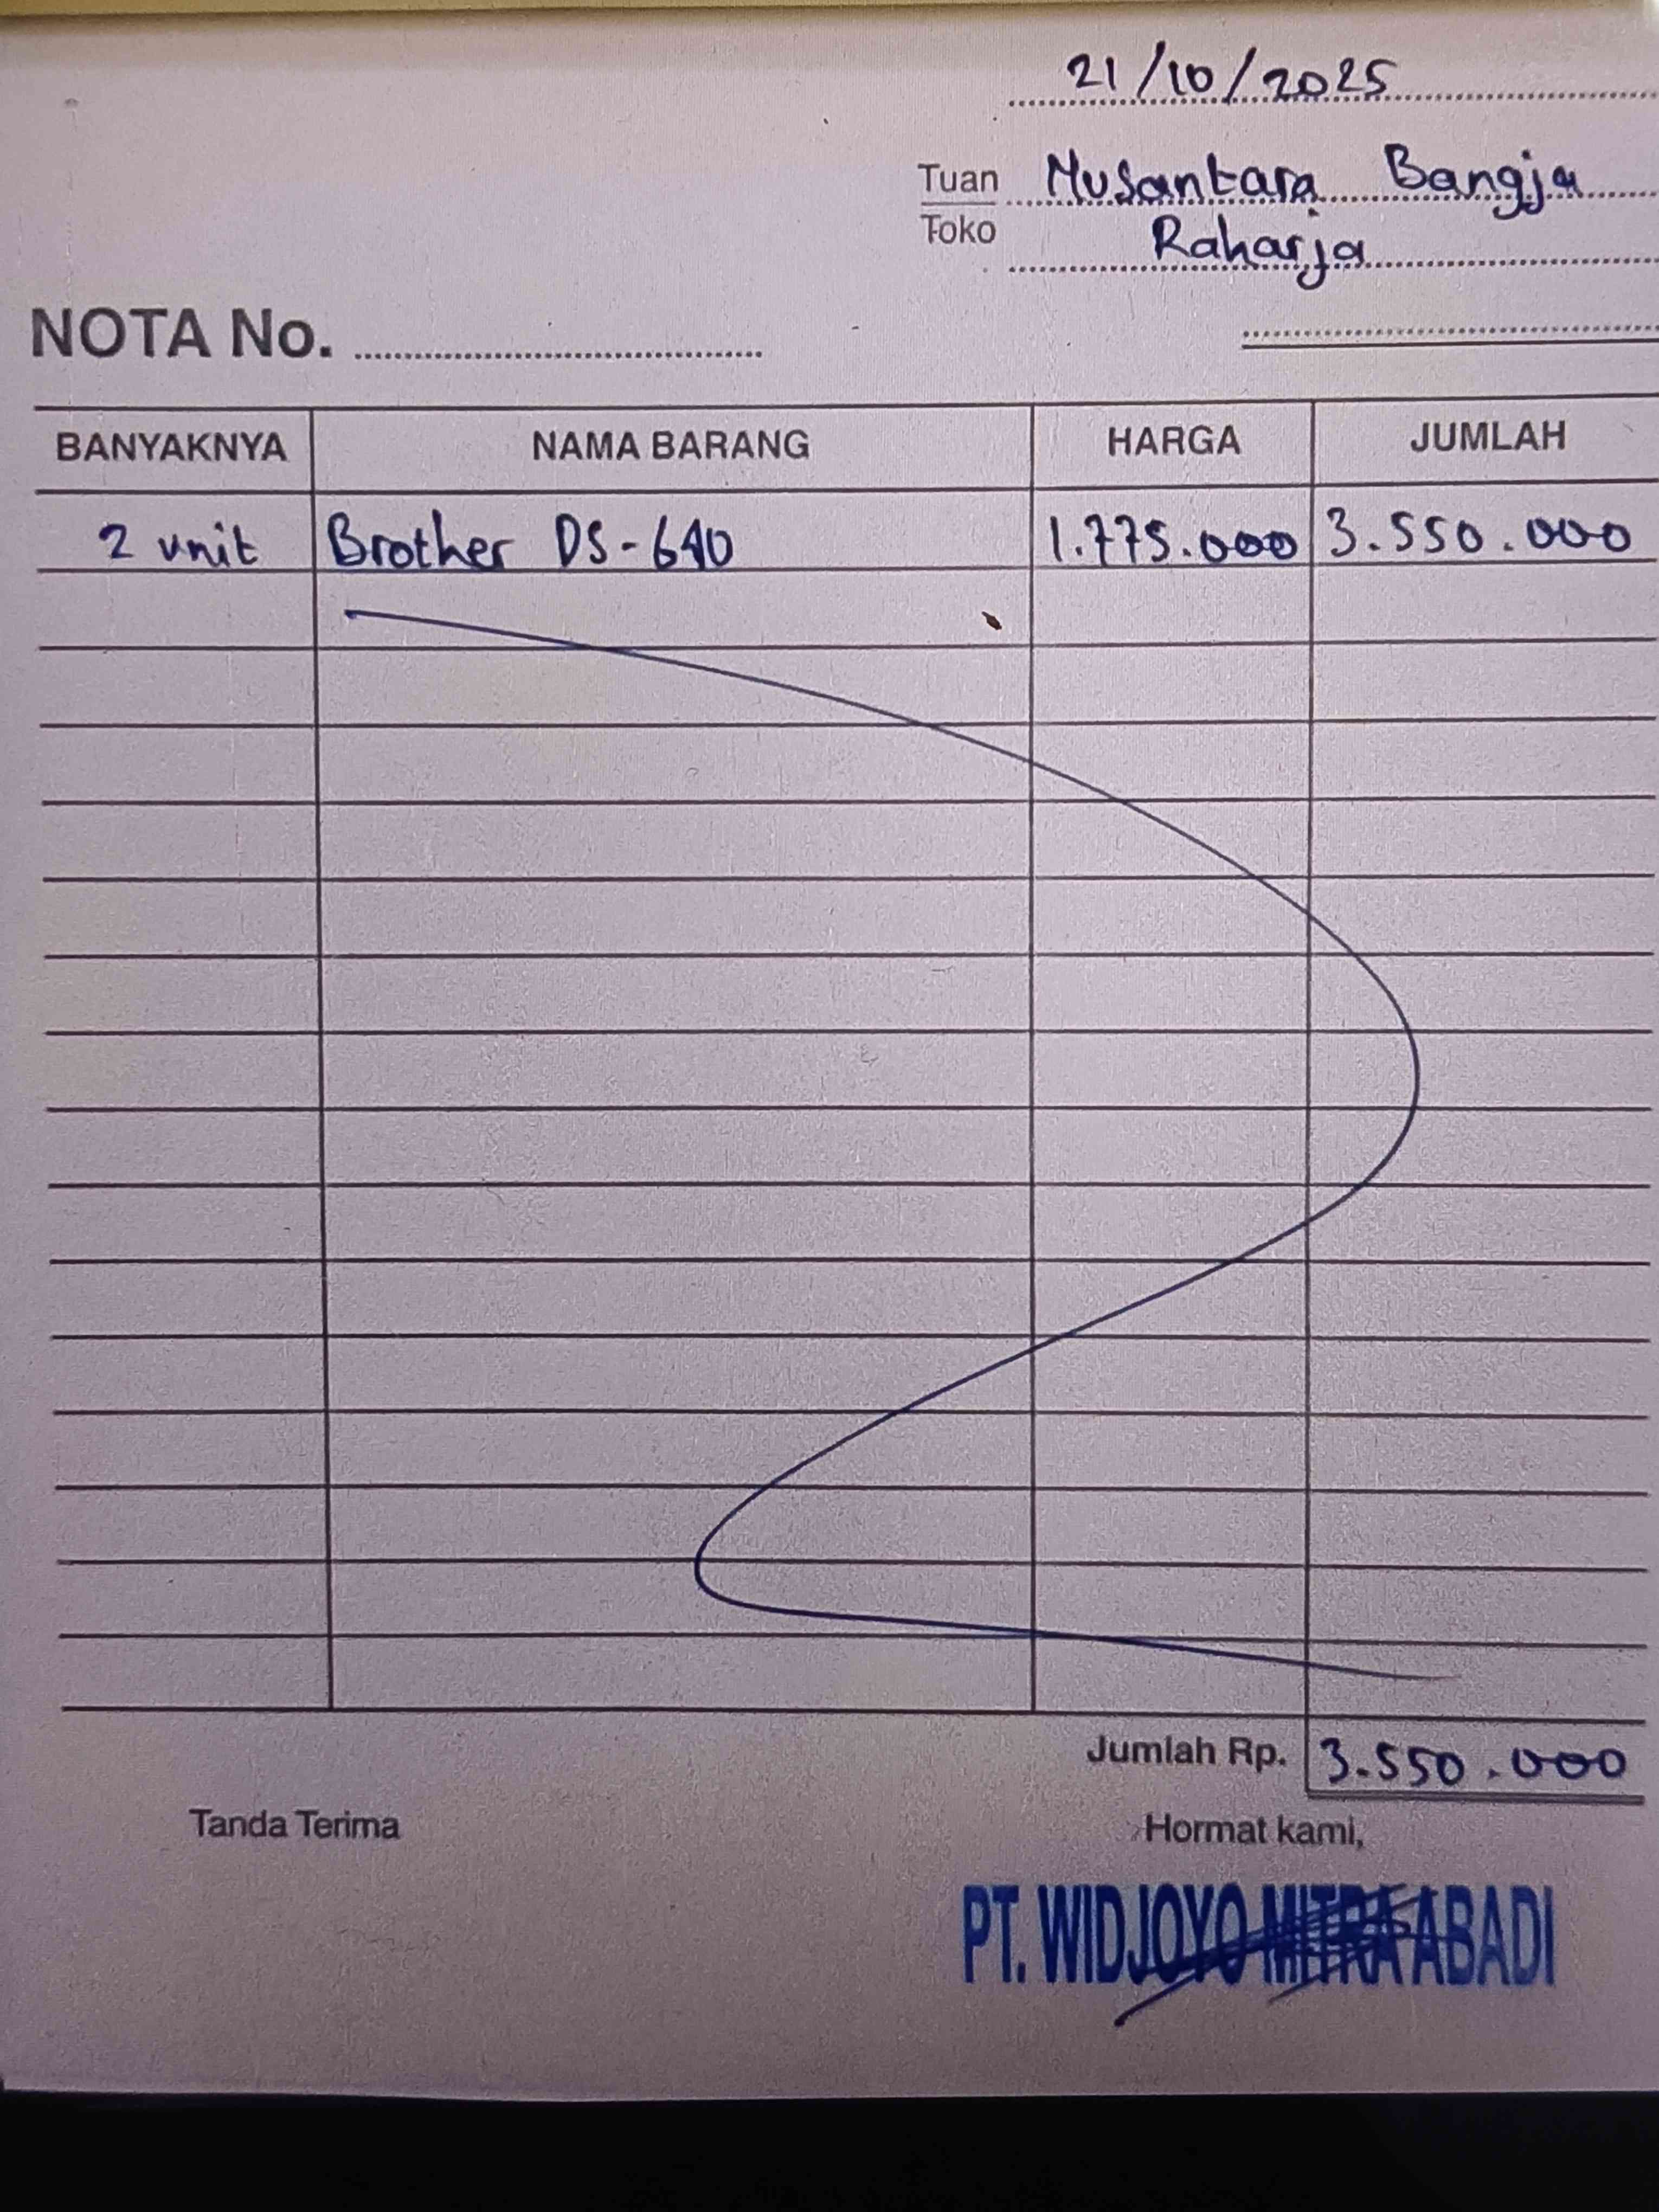 21/10/2025
Tuan Nusantara Bangja
Toko Raharja
NOTA No.
BANYAKNYA NAMA BARANG HARGA JUMLAH
2 unit Brother DS-640 1.775.000 3.550.000
Jumlah Rp. 3.550.000
Tanda Terima Hormat kami,
PT. WIDJOYO MITRA ABADI